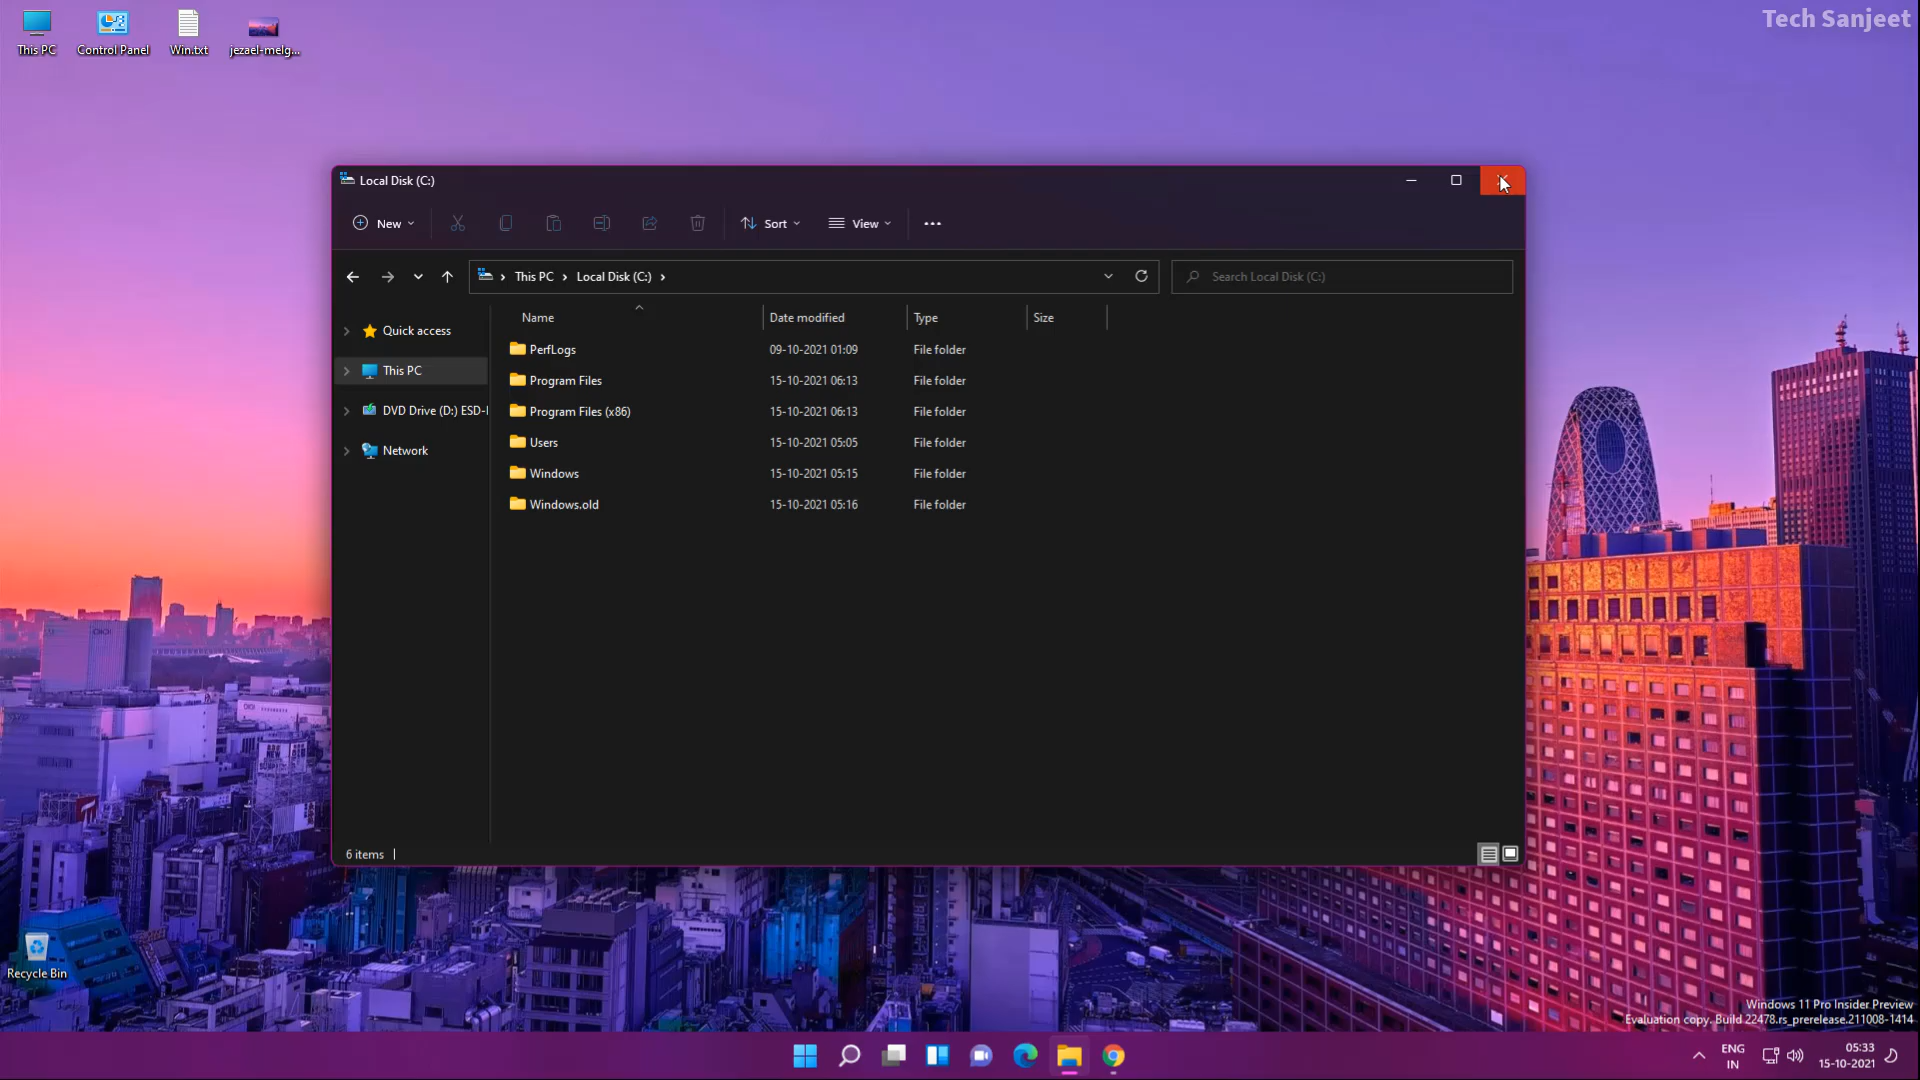 Tech Sanjeet
This PC
Control Panel
Win.txt
jezael-melg...
Local Disk (C:)
New
Sort
View
This PC
Local Disk (C:)
Search Local Disk (C:)
Name
Date modified
Type
Size
Quick access
This PC
DVD Drive (D:) ESD-I
Network
PerfLogs 09-10-2021 01:09 File folder
Program Files 15-10-2021 06:13 File folder
Program Files (x86) 15-10-2021 06:13 File folder
Users 15-10-2021 05:05 File folder
Windows 15-10-2021 05:15 File folder
Windows.old 15-10-2021 05:16 File folder
6 items
Recycle Bin
Windows 11 Pro Insider Preview
Evaluation copy. Build 22478.rs_prerelease.211008-1414
ENG
IN
05:33
15-10-2021